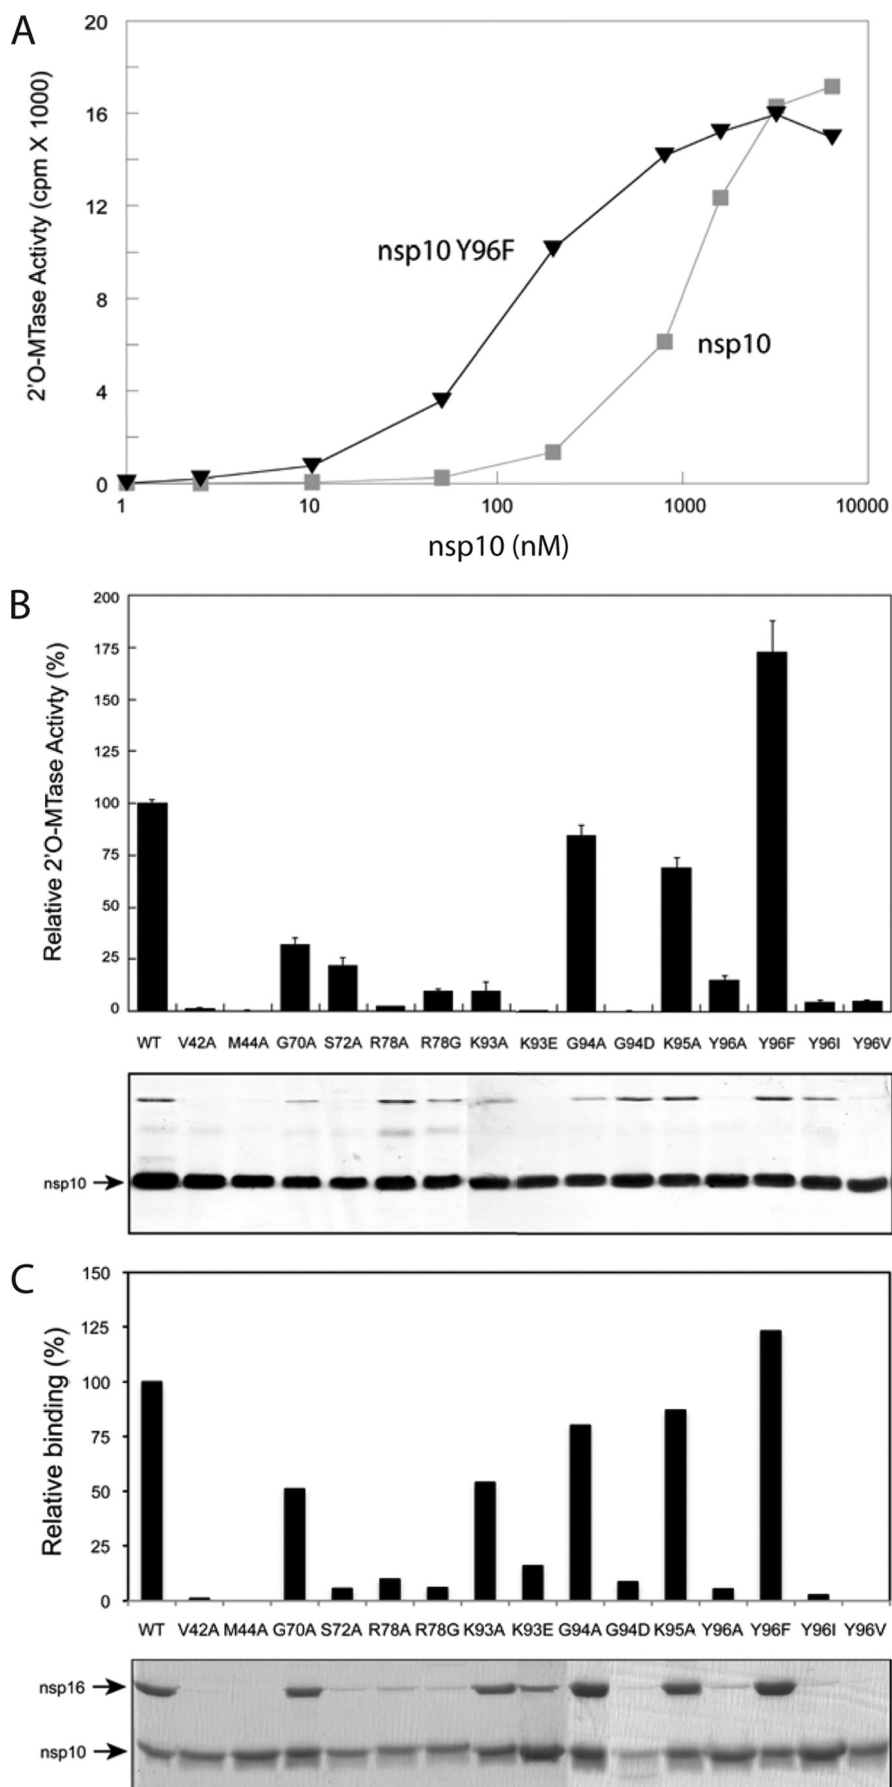 A
20
16
12
8
4
0
2'O-MTase Activty (cpm X 1000)
nsp10 Y96F
nsp10
1 10 100 1000 10000
nsp10 (nM)
B
200
175
150
125
100
75
50
25
0
Relative 2'O-MTase Activty (%)
WT V42A M44A G70A S72A R78A R78G K93A K93E G94A G94D K95A Y96A Y96F Y96I Y96V
nsp10
C
150
125
100
75
50
25
0
Relative binding (%)
WT V42A M44A G70A S72A R78A R78G K93A K93E G94A G94D K95A Y96A Y96F Y96I Y96V
nsp16
nsp10